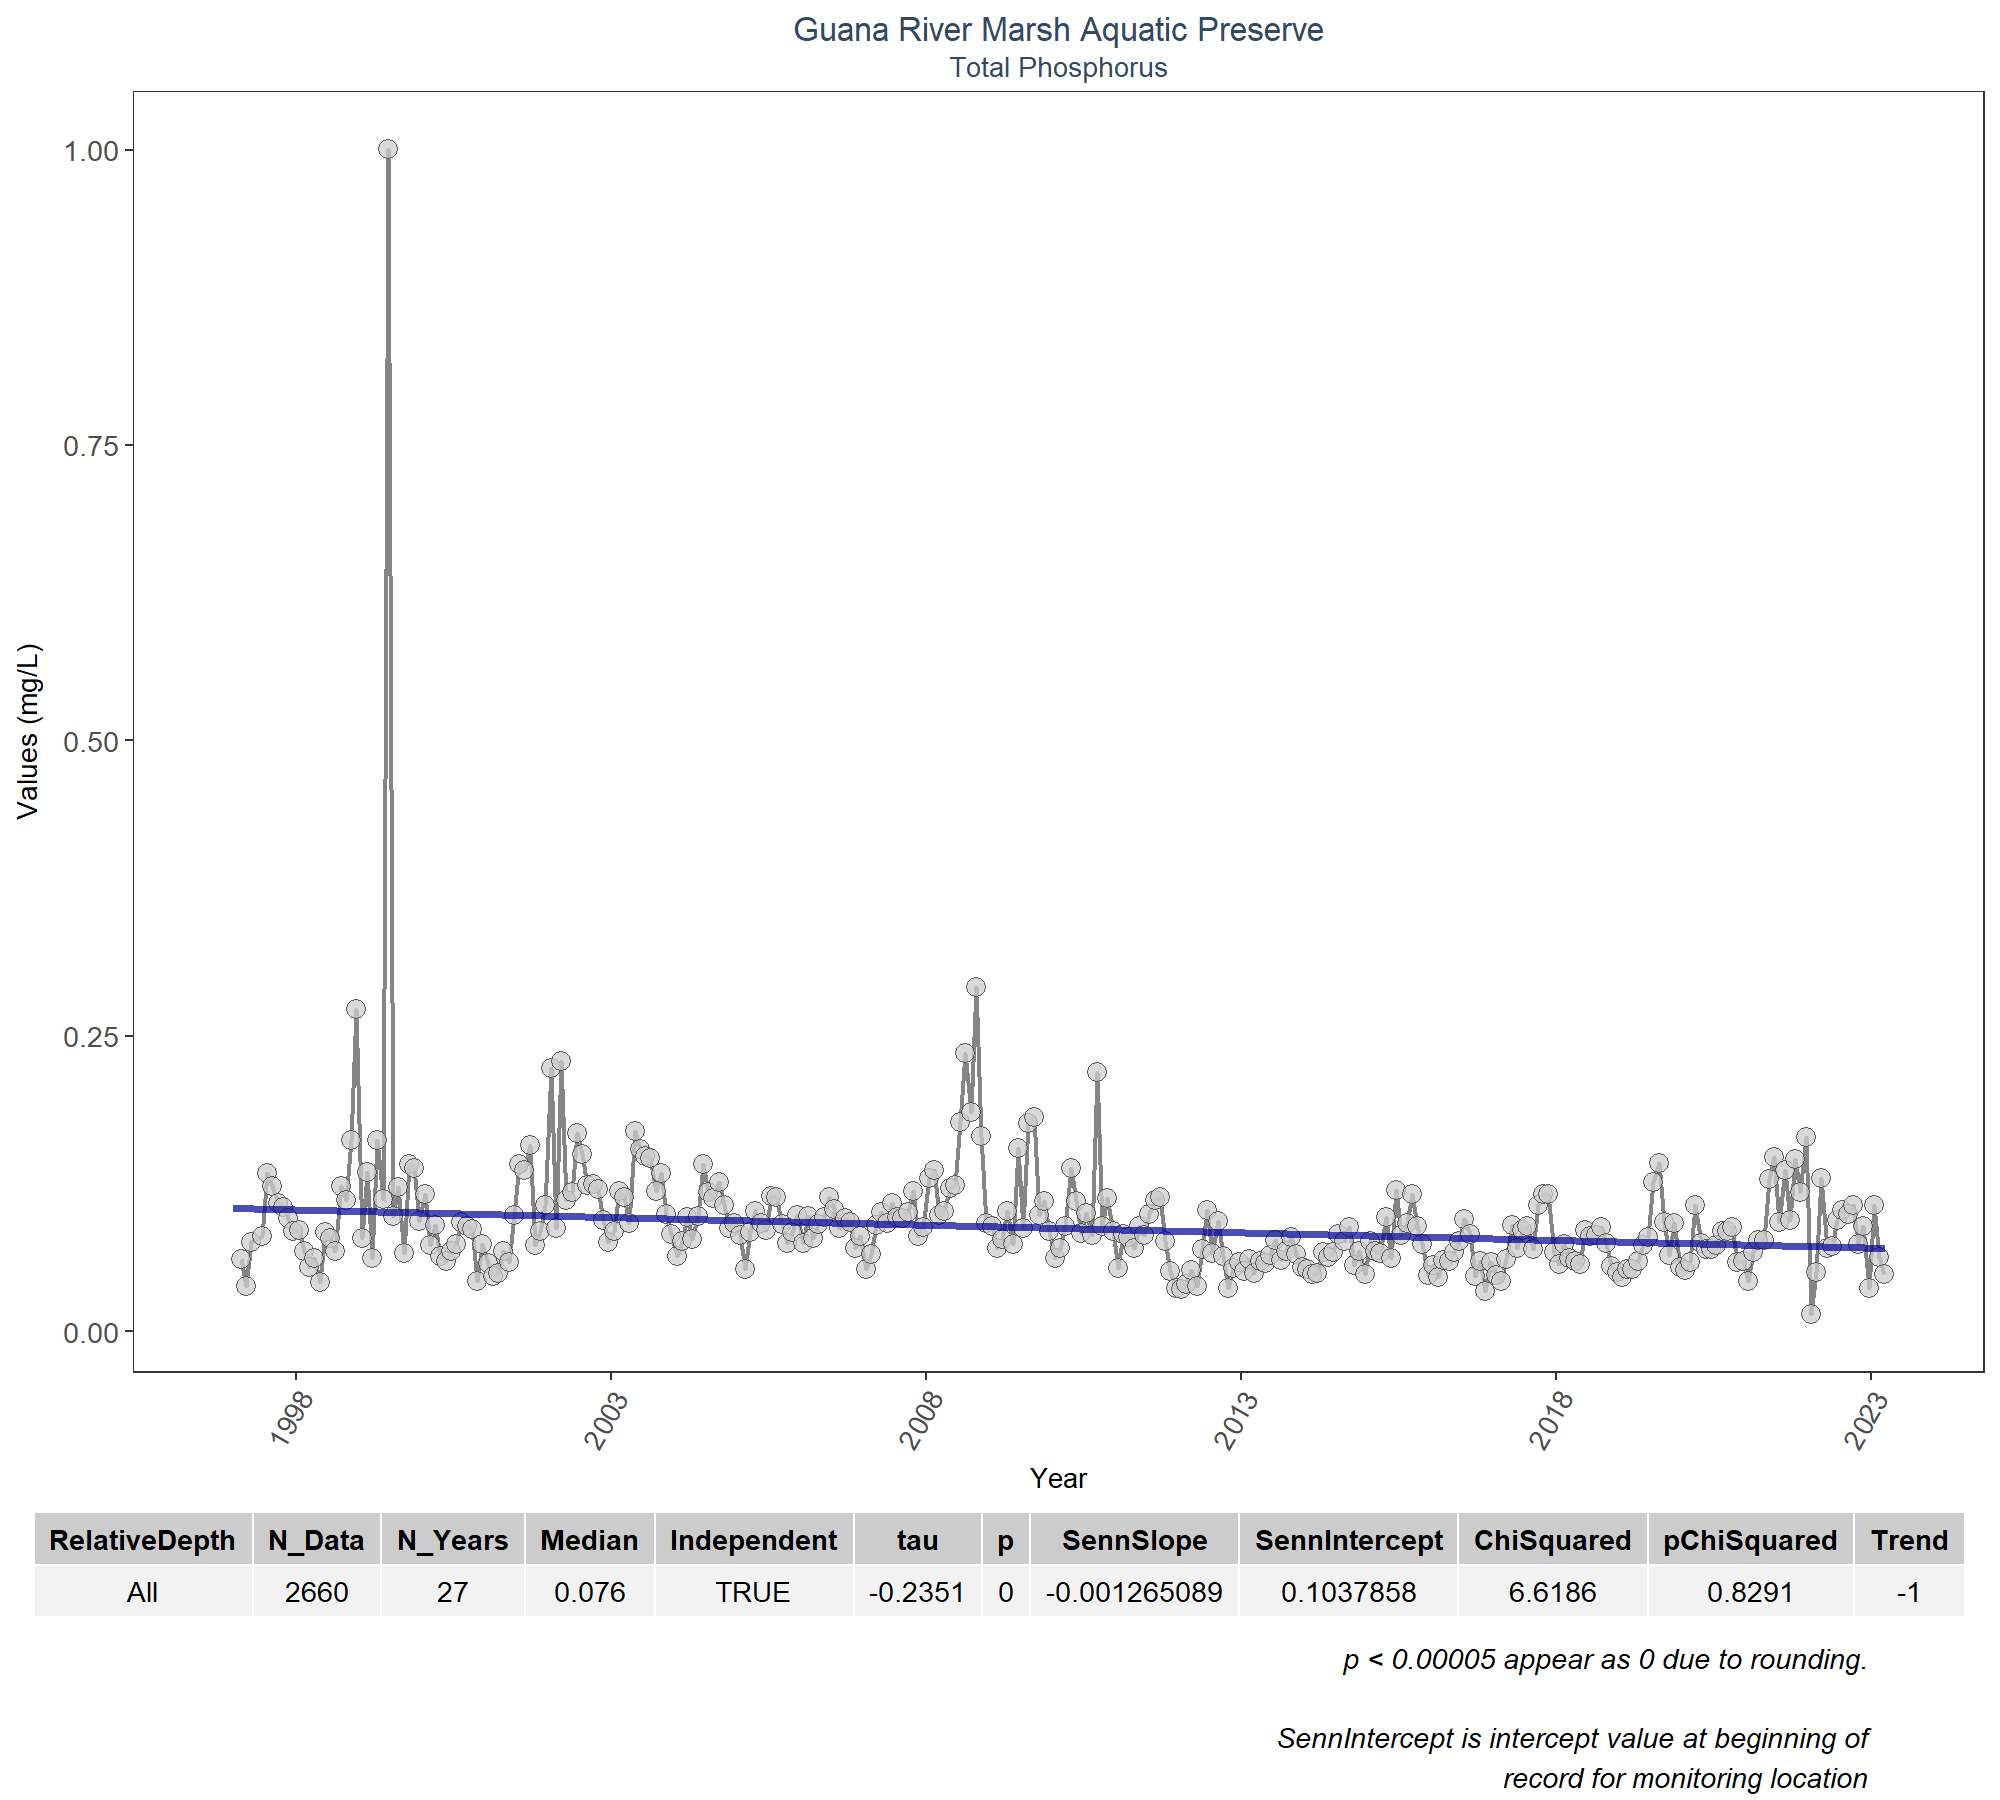 Guana River Marsh Aquatic Preserve
Total Phosphorus
1.00
0.75
0.50
0.25
0.00
Values (mg/L)
1998 2003 2008 2013 2018 2023
Year
RelativeDepth N_Data N_Years Median Independent tau p SennSlope SennIntercept ChiSquared pChiSquared Trend
All 2660 27 0.076 TRUE -0.2351 0 -0.001265089 0.1037858 6.6186 0.8291 -1
p < 0.00005 appear as 0 due to rounding.
SennIntercept is intercept value at beginning of
record for monitoring location